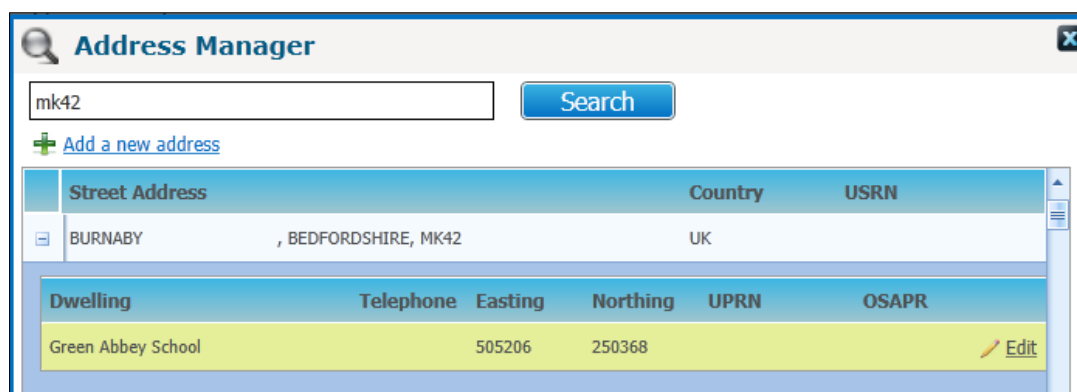 Address Manager
mk42
Search
Add a new address
Street Address Country USRN
BURNABY , BEDFORDSHIRE, MK42 UK
Dwelling Telephone Easting Northing UPRN OSAPR
Green Abbey School 505206 250368 Edit